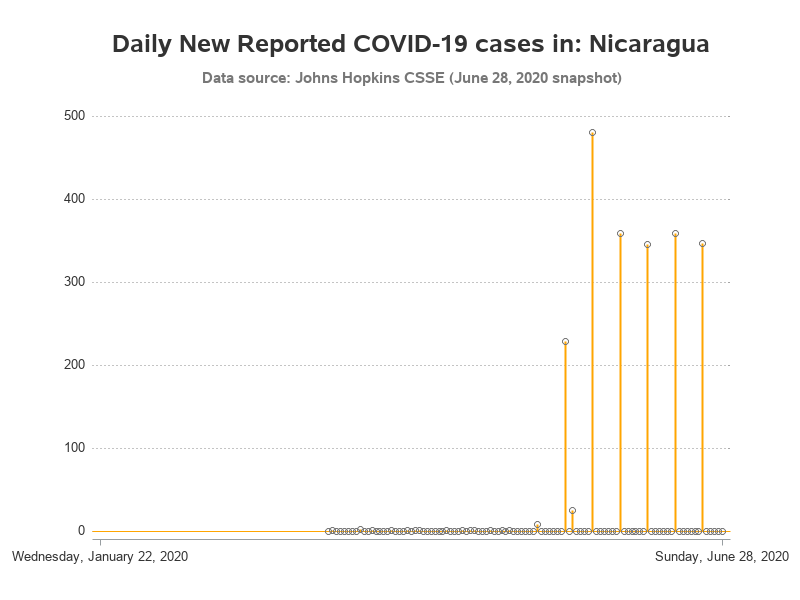 Daily New Reported COVID-19 cases in: Nicaragua
Data source: Johns Hopkins CSSE (June 28, 2020 snapshot)
500
400
300
200
100
0
Wednesday, January 22, 2020
Sunday, June 28, 2020